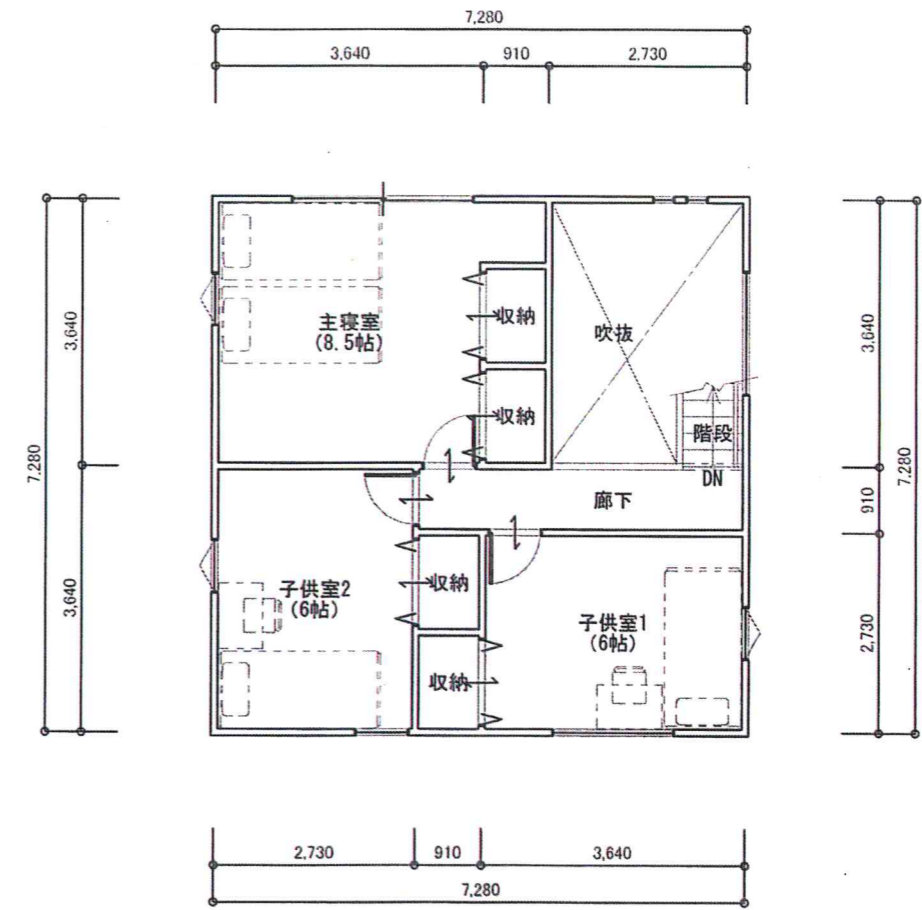 7,280
3,640
910
2,730
主寝室
(8.5帖)
収納
収納
吹抜
階段
DN
廊下
子供室2
(6帖)
収納
収納
子供室1
(6帖)
7,280
3,640
3,640
3,640
910
2,730
7,280
2,730
910
3,640
7,280